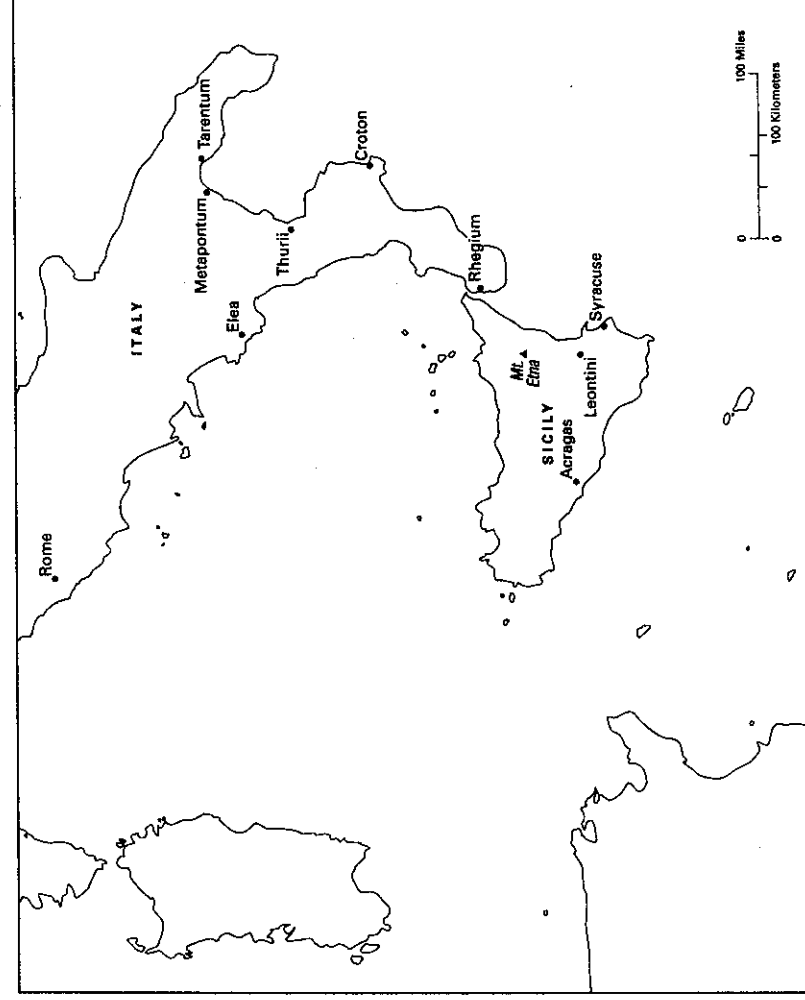 Rome
ITALY
Elea
Metapontum
Tarentum
Thurii
Croton
Rhegium
Mt.
Etna
SICILY
Acragas
Leontini
Syracuse
0 100 Miles
0 100 Kilometers